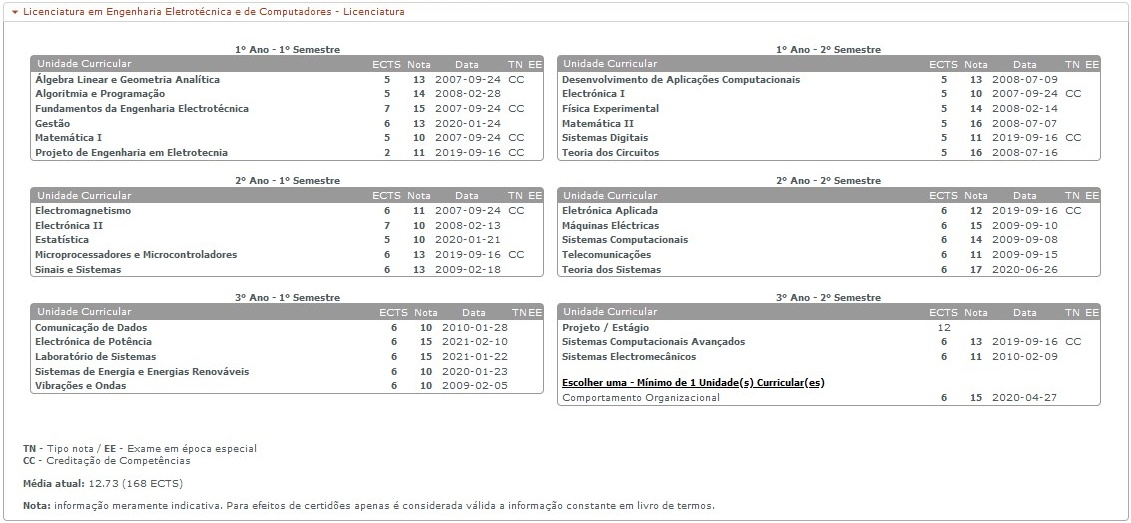 Licenciatura em Engenharia Eletrotécnica e de Computadores - Licenciatura
1º Ano - 1º Semestre
Unidade Curricular ECTS Nota Data TN EE
Álgebra Linear e Geometria Analítica 5 13 2007-09-24 CC
Algoritmia e Programação 5 14 2008-02-28
Fundamentos da Engenharia Eletrotécnica 7 15 2007-09-24 CC
Gestão 6 13 2020-01-24
Matemática I 5 10 2007-09-24 CC
Projeto de Engenharia em Eletrotecnia 2 11 2019-09-16 CC
1º Ano - 2º Semestre
Unidade Curricular ECTS Nota Data TN EE
Desenvolvimento de Aplicações Computacionais 5 13 2008-07-09
Electrónica I 5 10 2007-09-24 CC
Física Experimental 5 14 2008-02-14
Matemática II 5 16 2008-07-07
Sistemas Digitais 5 11 2019-09-16 CC
Teoria dos Circuitos 5 16 2008-07-16
2º Ano - 1º Semestre
Unidade Curricular ECTS Nota Data TN EE
Electromagnetismo 6 11 2007-09-24 CC
Electrónica II 7 10 2008-02-13
Estatística 5 10 2020-01-21
Microprocessadores e Microcontroladores 6 13 2019-09-16 CC
Sinais e Sistemas 6 13 2009-02-18
2º Ano - 2º Semestre
Unidade Curricular ECTS Nota Data TN EE
Eletrónica Aplicada 6 12 2019-09-16 CC
Máquinas Eléctricas 6 15 2009-09-10
Sistemas Computacionais 6 14 2009-09-08
Telecomunicações 6 11 2009-09-15
Teoria dos Sistemas 6 17 2020-06-26
3º Ano - 1º Semestre
Unidade Curricular ECTS Nota Data TN EE
Comunicação de Dados 6 10 2010-01-28
Electrónica de Potência 6 15 2021-02-10
Laboratório de Sistemas 6 15 2021-01-22
Sistemas de Energia e Energias Renováveis 6 10 2020-01-23
Vibrações e Ondas 6 10 2009-02-05
3º Ano - 2º Semestre
Unidade Curricular ECTS Nota Data TN EE
Projeto / Estágio 12
Sistemas Computacionais Avançados 6 13 2019-09-16 CC
Sistemas Electromecânicos 6 11 2010-02-09
Escolher uma - Mínimo de 1 Unidade(s) Curricular(es)
Comportamento Organizacional 6 15 2020-04-27
TN - Tipo nota / EE - Exame em época especial
CC - Creditação de Competências
Média atual: 12.73 (168 ECTS)
Nota: informação meramente indicativa. Para efeitos de certidões apenas é considerada válida a informação constante em livro de termos.